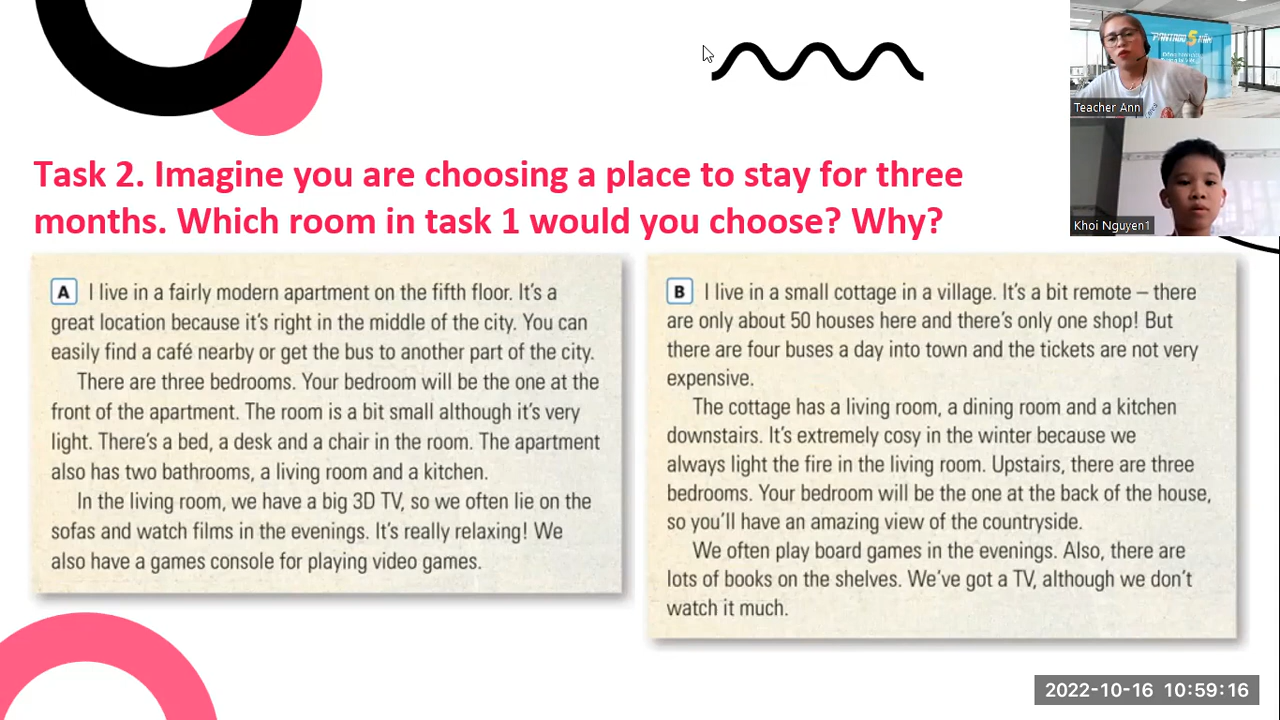 Task 2. Imagine you are choosing a place to stay for three
months. Which room in task 1 would you choose? Why?
A I live in a fairly modern apartment on the fifth floor. It's a
great location because it's right in the middle of the city. You can
easily find a café nearby or get the bus to another part of the city.
There are three bedrooms. Your bedroom will be the one at the
front of the apartment. The room is a bit small although it's very
light. There's a bed, a desk and a chair in the room. The apartment
also has two bathrooms, a living room and a kitchen.
In the living room, we have a big 3D TV, so we often lie on the
sofas and watch films in the evenings. It's really relaxing! We
also have a games console for playing video games.
B I live in a small cottage in a village. It's a bit remote – there
are only about 50 houses here and there's only one shop! But
there are four buses a day into town and the tickets are not very
expensive.
The cottage has a living room, a dining room and a kitchen
downstairs. It's extremely cosy in the winter because we
always light the fire in the living room. Upstairs, there are three
bedrooms. Your bedroom will be the one at the back of the house,
so you'll have an amazing view of the countryside.
We often play board games in the evenings. Also, there are
lots of books on the shelves. We've got a TV, although we don't
watch it much.
Teacher Ann
Khoi Nguyen1
2022-10-16 10:59:16